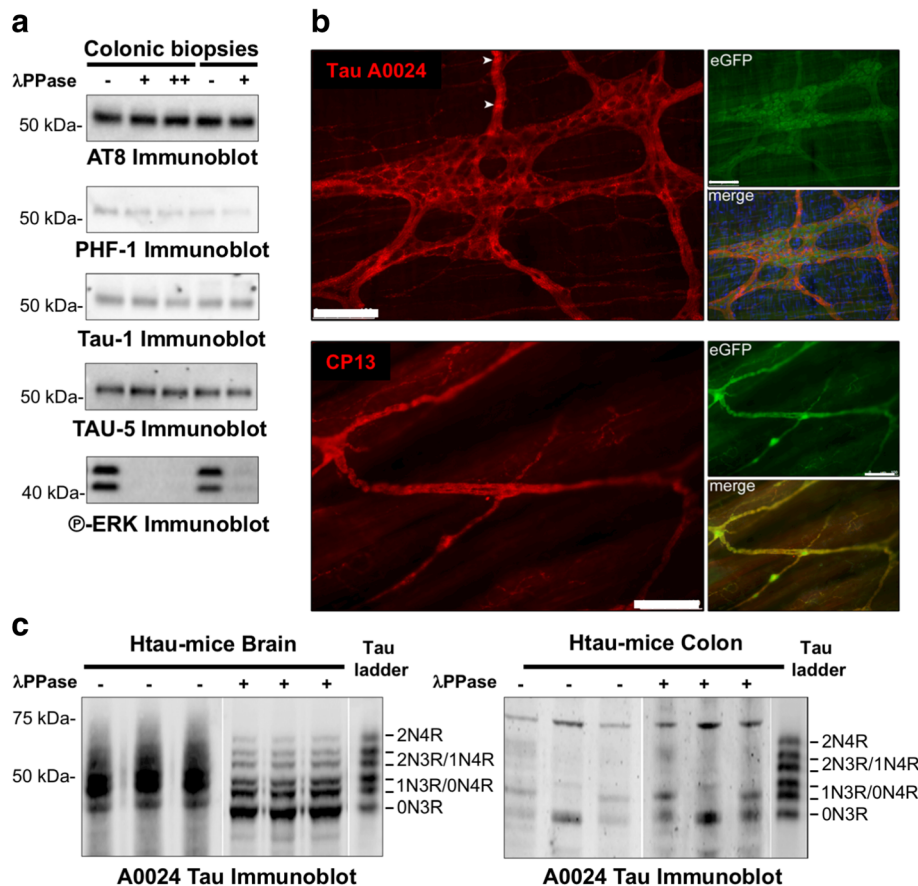 a
Colonic biopsies
λPPase - + ++ - +
50 kDa-
AT8 Immunoblot
50 kDa-
PHF-1 Immunoblot
50 kDa-
Tau-1 Immunoblot
50 kDa-
TAU-5 Immunoblot
40 kDa-
Ⓟ-ERK Immunoblot
b
Tau A0024
eGFP
merge
CP13
eGFP
merge
c
Htau-mice Brain
Tau
ladder
λPPase - - - + + +
75 kDa-
50 kDa-
2N4R
2N3R/1N4R
1N3R/0N4R
0N3R
A0024 Tau Immunoblot
Htau-mice Colon
Tau
ladder
λPPase - - - + + +
2N4R
2N3R/1N4R
1N3R/0N4R
0N3R
A0024 Tau Immunoblot